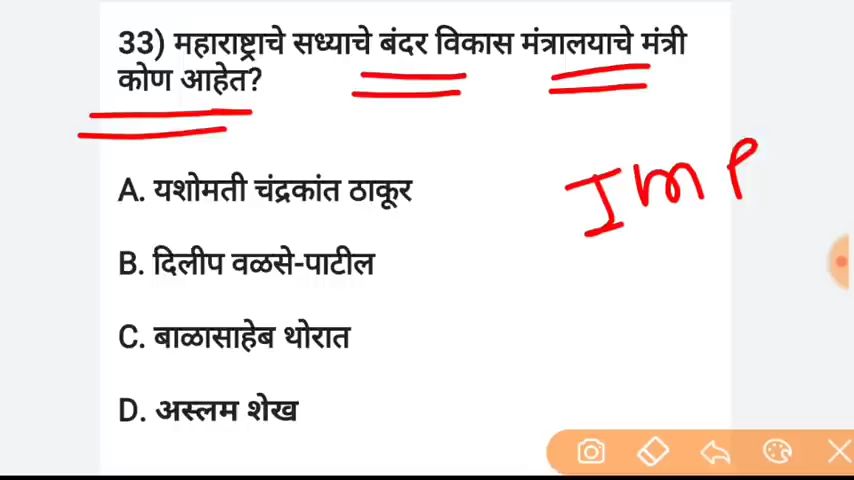 33) महाराष्ट्राचे सध्याचे बंदर विकास मंत्रालयाचे मंत्री
कोण आहेत?
Imp
A. यशोमती चंद्रकांत ठाकूर
B. दिलीप वळसे-पाटील
C. बाळासाहेब थोरात
D. अस्लम शेख